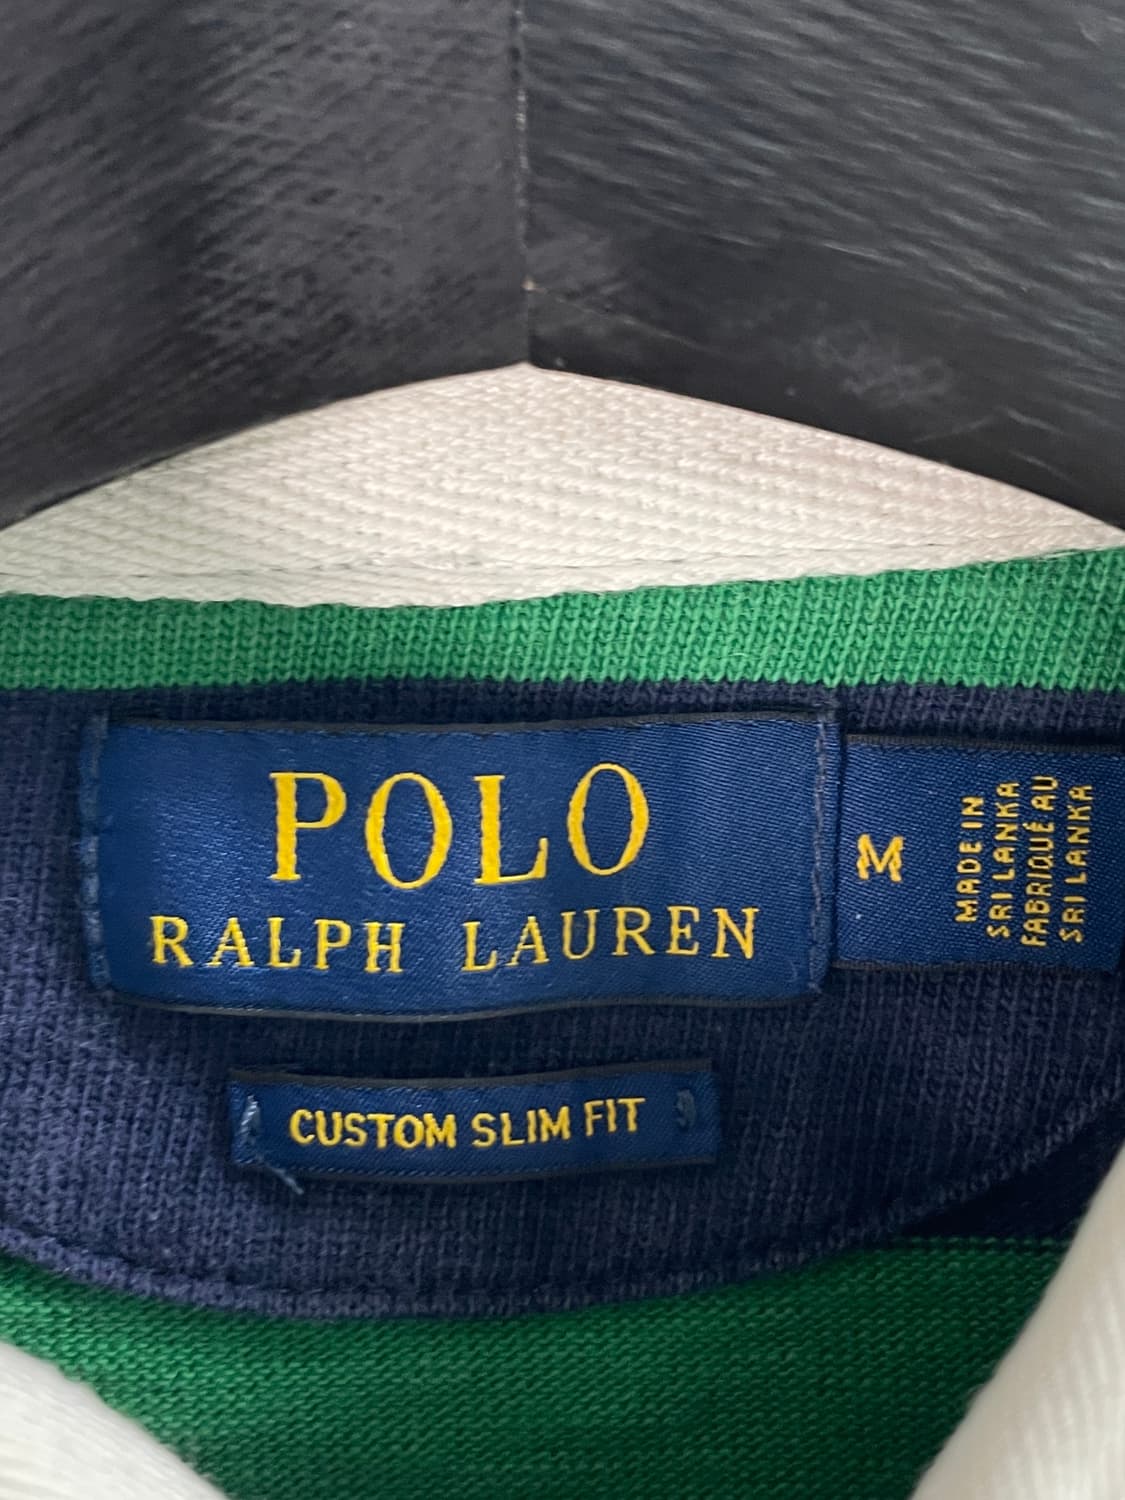 POLO
RALPH LAUREN
M
MADE IN
SRI LANKA
FABRIQUÉ AU
SRI LANKA
CUSTOM SLIM FIT